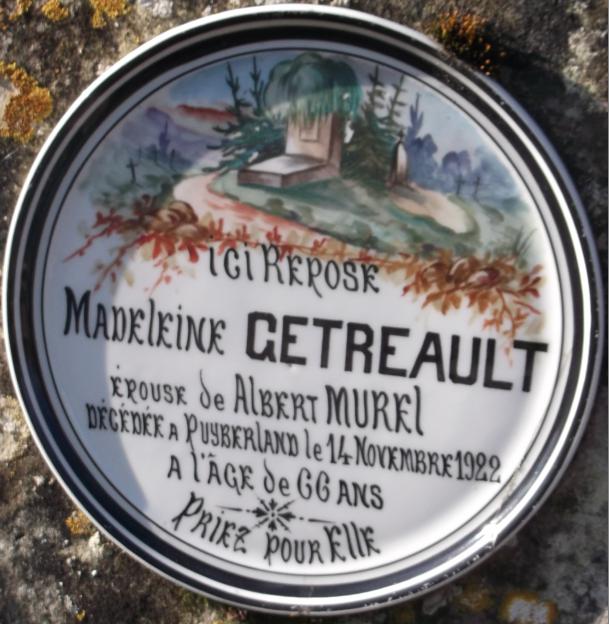 ICI REPOSE
MADELEINE GETREAULT
ÉPOUSE de ALBERT MUREL
DÉCÉDÉE A PUYBERLAND le 14 NOVEMBRE 1922
A l'ÂGE de 66 ANS
PRIEZ POUR ELLE